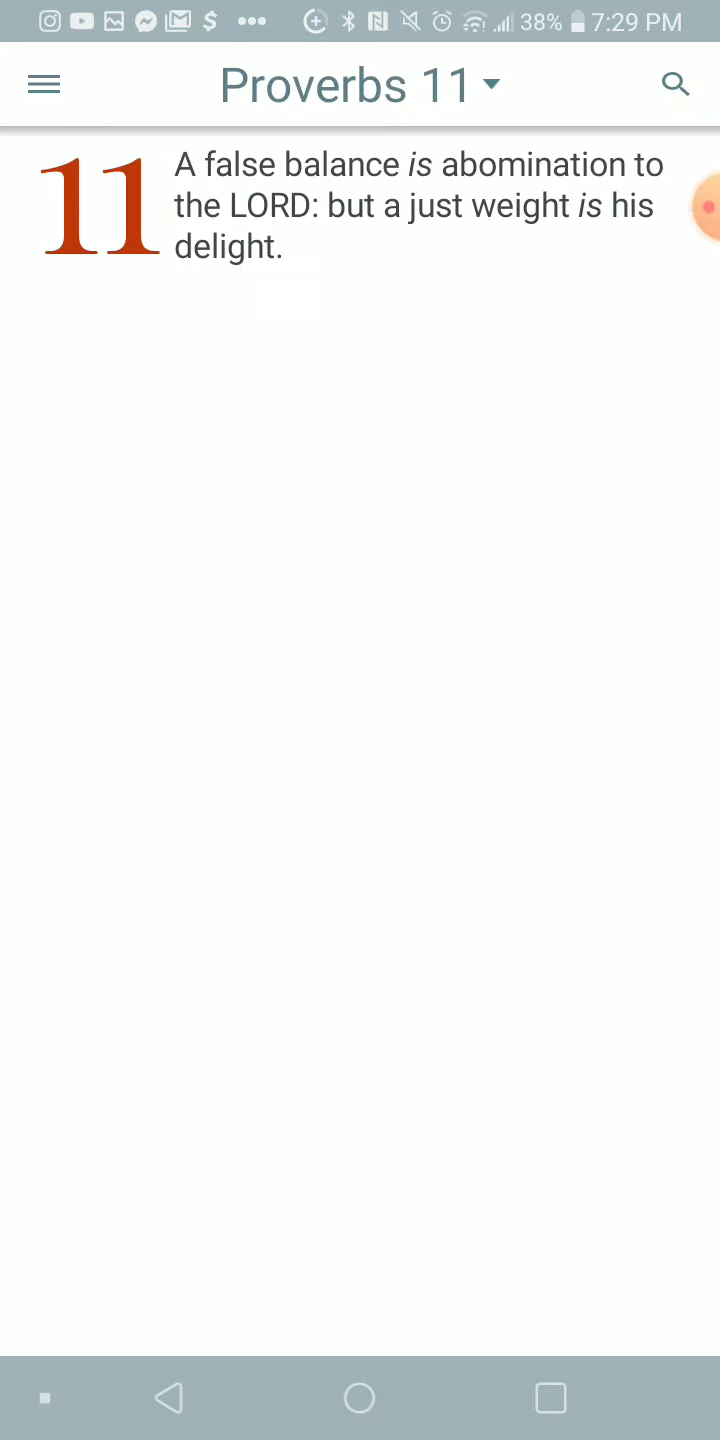 38% 7:29 PM
Proverbs 11
11 A false balance is abomination to
the LORD: but a just weight is his
delight.